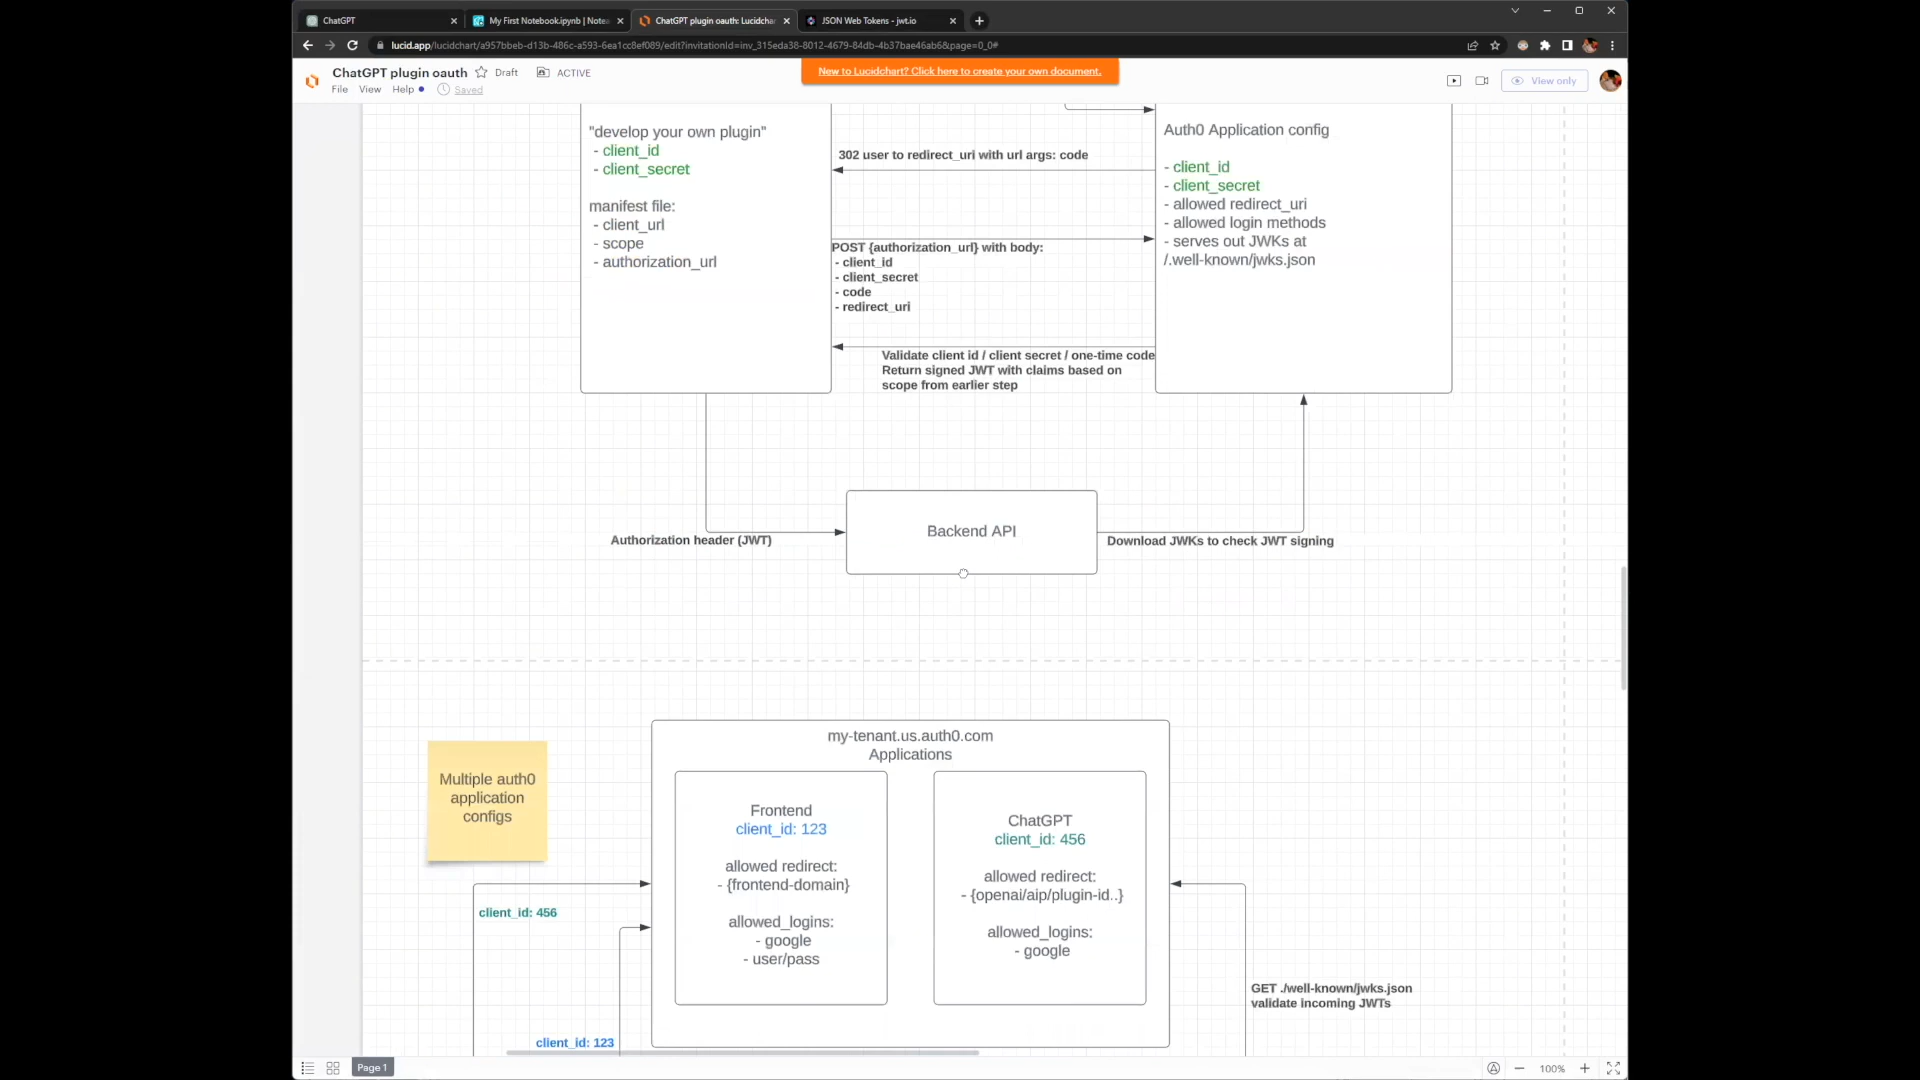 ChatGPT
My First Notebook.ipynb | Notea
ChatGPT plugin oauth: Lucidchar
JSON Web Tokens - jwt.io
lucid.app/lucidchart/a957bbeb-d13b-486c-a593-6ea1cc8ef089/edit?invitationId=inv_315eda38-8012-4679-84db-4b37bae46ab6&page=0_0#
ChatGPT plugin oauth
Draft
ACTIVE
New to Lucidchart? Click here to create your own document.
View only
File View Help
Saved
"develop your own plugin"
- client_id
- client_secret
manifest file:
- client_url
- scope
- authorization_url
302 user to redirect_uri with url args: code
POST {authorization_url} with body:
- client_id
- client_secret
- code
- redirect_uri
Validate client id / client secret / one-time code
Return signed JWT with claims based on
scope from earlier step
Auth0 Application config
- client_id
- client_secret
- allowed redirect_uri
- allowed login methods
- serves out JWKs at
/.well-known/jwks.json
Authorization header (JWT)
Backend API
Download JWKs to check JWT signing
Multiple auth0
application
configs
my-tenant.us.auth0.com
Applications
Frontend
client_id: 123
allowed redirect:
- {frontend-domain}
allowed_logins:
- google
- user/pass
ChatGPT
client_id: 456
allowed redirect:
- {openai/aip/plugin-id..}
allowed_logins:
- google
client_id: 456
client_id: 123
GET ./well-known/jwks.json
validate incoming JWTs
Page 1
100%